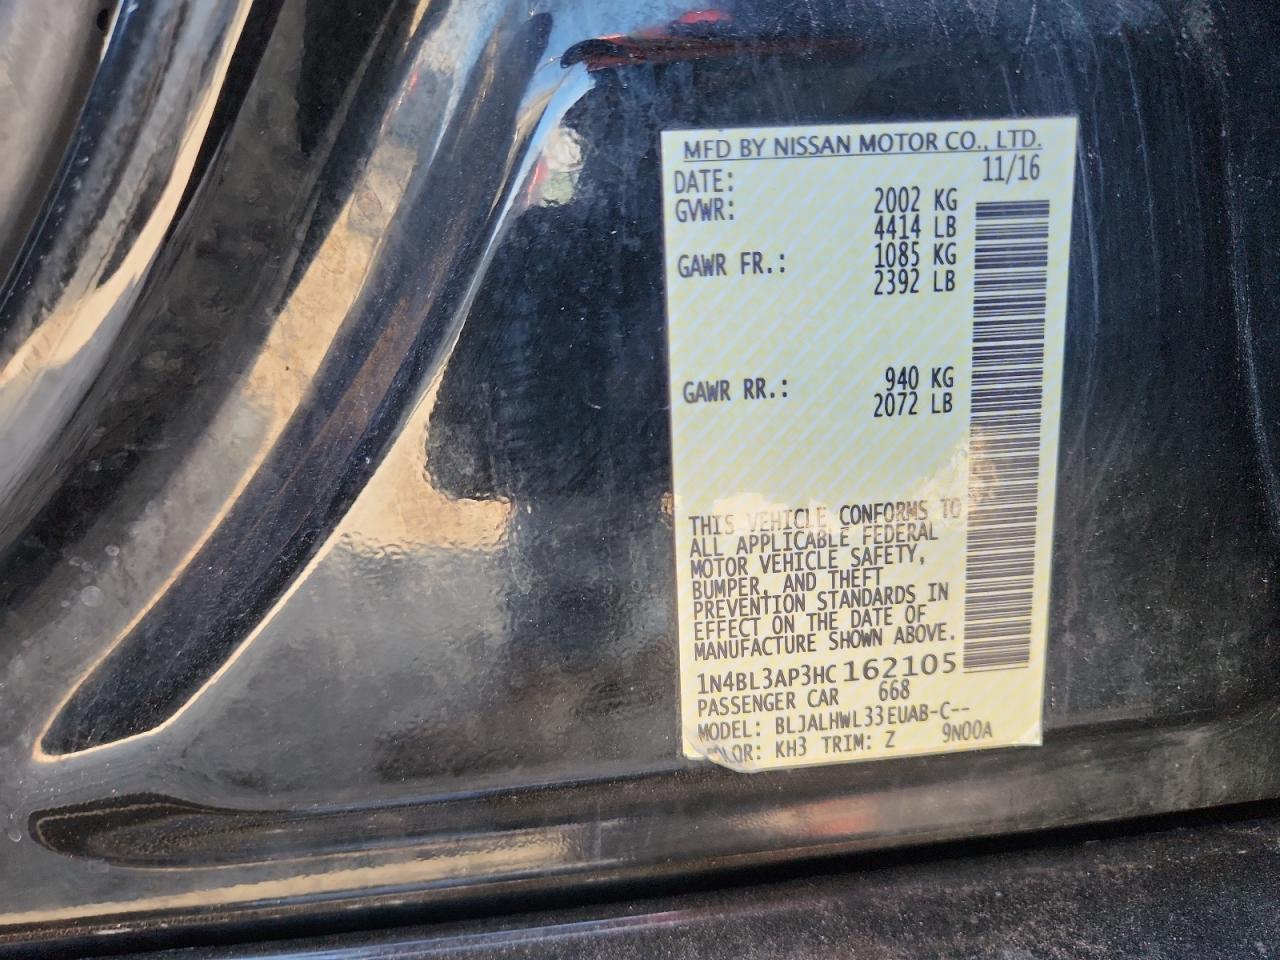 MFD BY NISSAN MOTOR CO., LTD.
DATE: 11/16
GVWR: 2002 KG
4414 LB
GAWR FR.: 1085 KG
2392 LB
GAWR RR.: 940 KG
2072 LB
THIS VEHICLE CONFORMS TO
ALL APPLICABLE FEDERAL
MOTOR VEHICLE SAFETY,
BUMPER, AND THEFT
PREVENTION STANDARDS IN
EFFECT ON THE DATE OF
MANUFACTURE SHOWN ABOVE.
1N4BL3AP3HC162105
PASSENGER CAR 668
MODEL: BLJALHWL33EUAB-C--
COLOR: KH3 TRIM: Z 9N00A